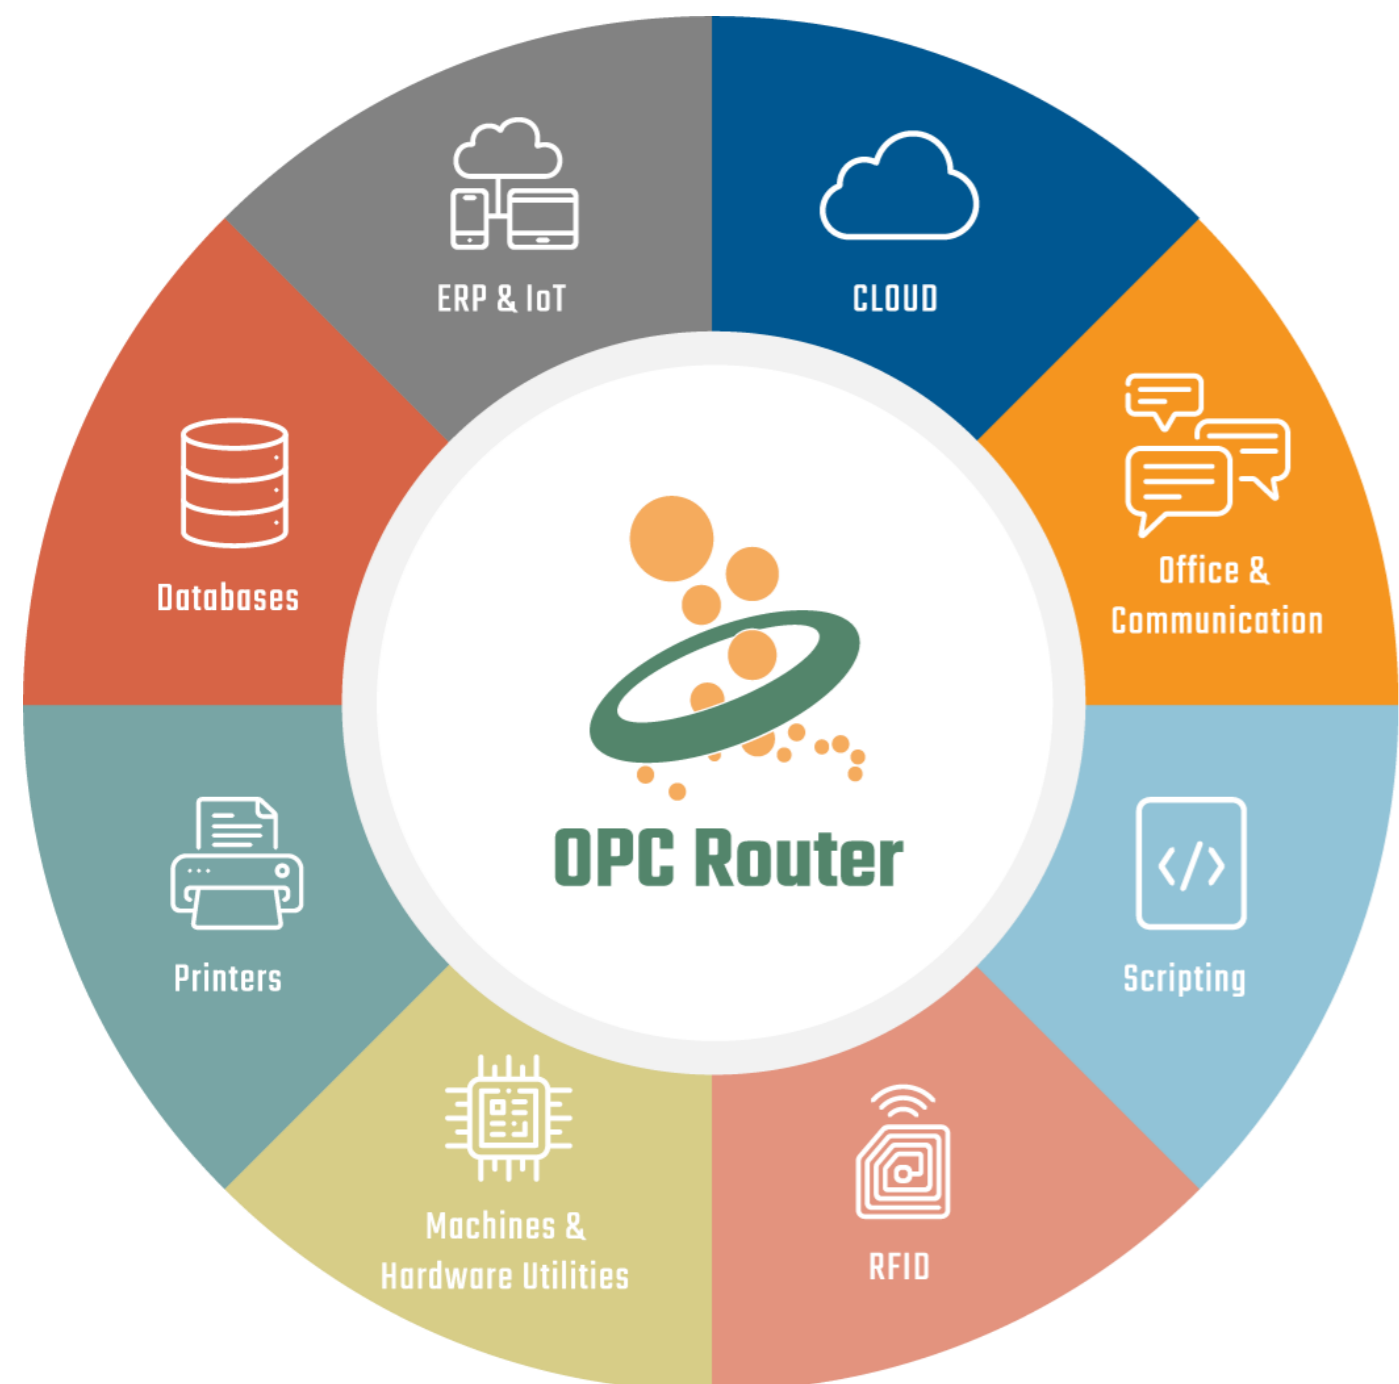 ERP & IoT
CLOUD
Databases
Office &
Communication
OPC Router
Printers
Scripting
Machines &
Hardware Utilities
RFID